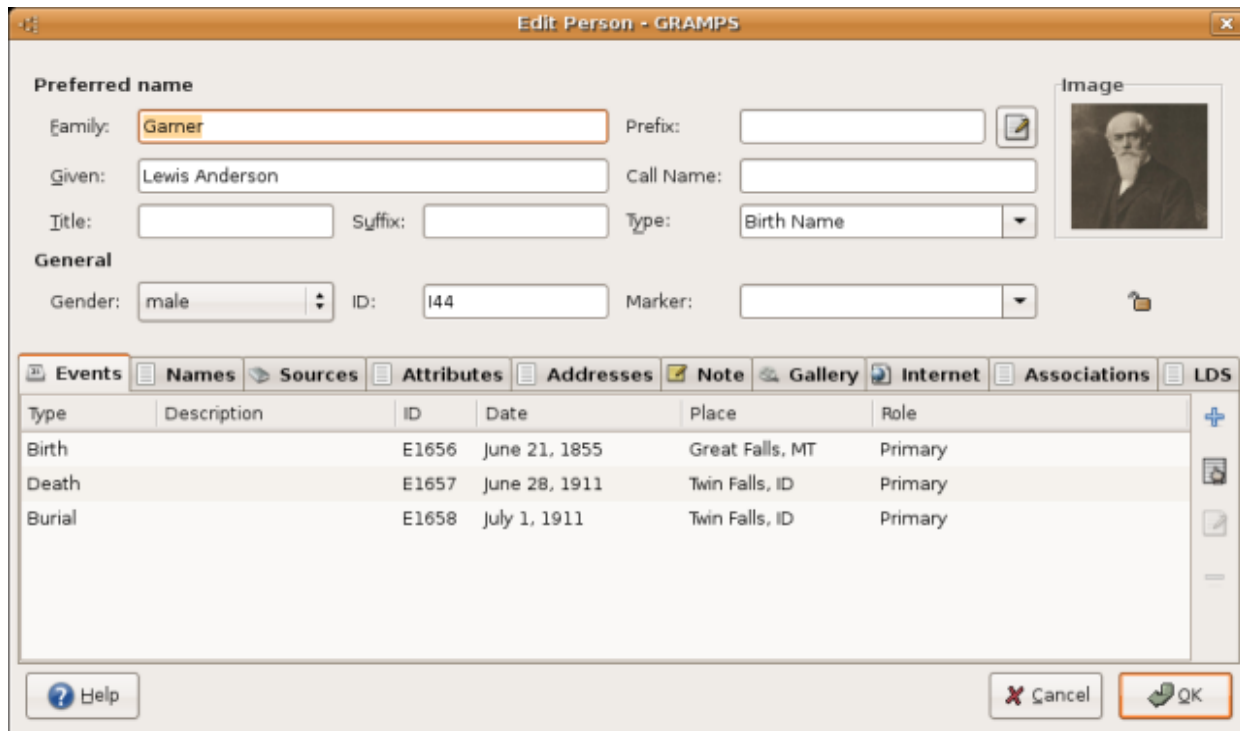 Edit Person - GRAMPS
Preferred name
Image
Family: Garner Prefix:
Given: Lewis Anderson Call Name:
Title: Suffix: Type: Birth Name
General
Gender: male ID: I44 Marker:
Events Names Sources Attributes Addresses Note Gallery Internet Associations LDS
Type Description ID Date Place Role
Birth E1656 June 21, 1855 Great Falls, MT Primary
Death E1657 June 28, 1911 Twin Falls, ID Primary
Burial E1658 July 1, 1911 Twin Falls, ID Primary
Help Cancel OK